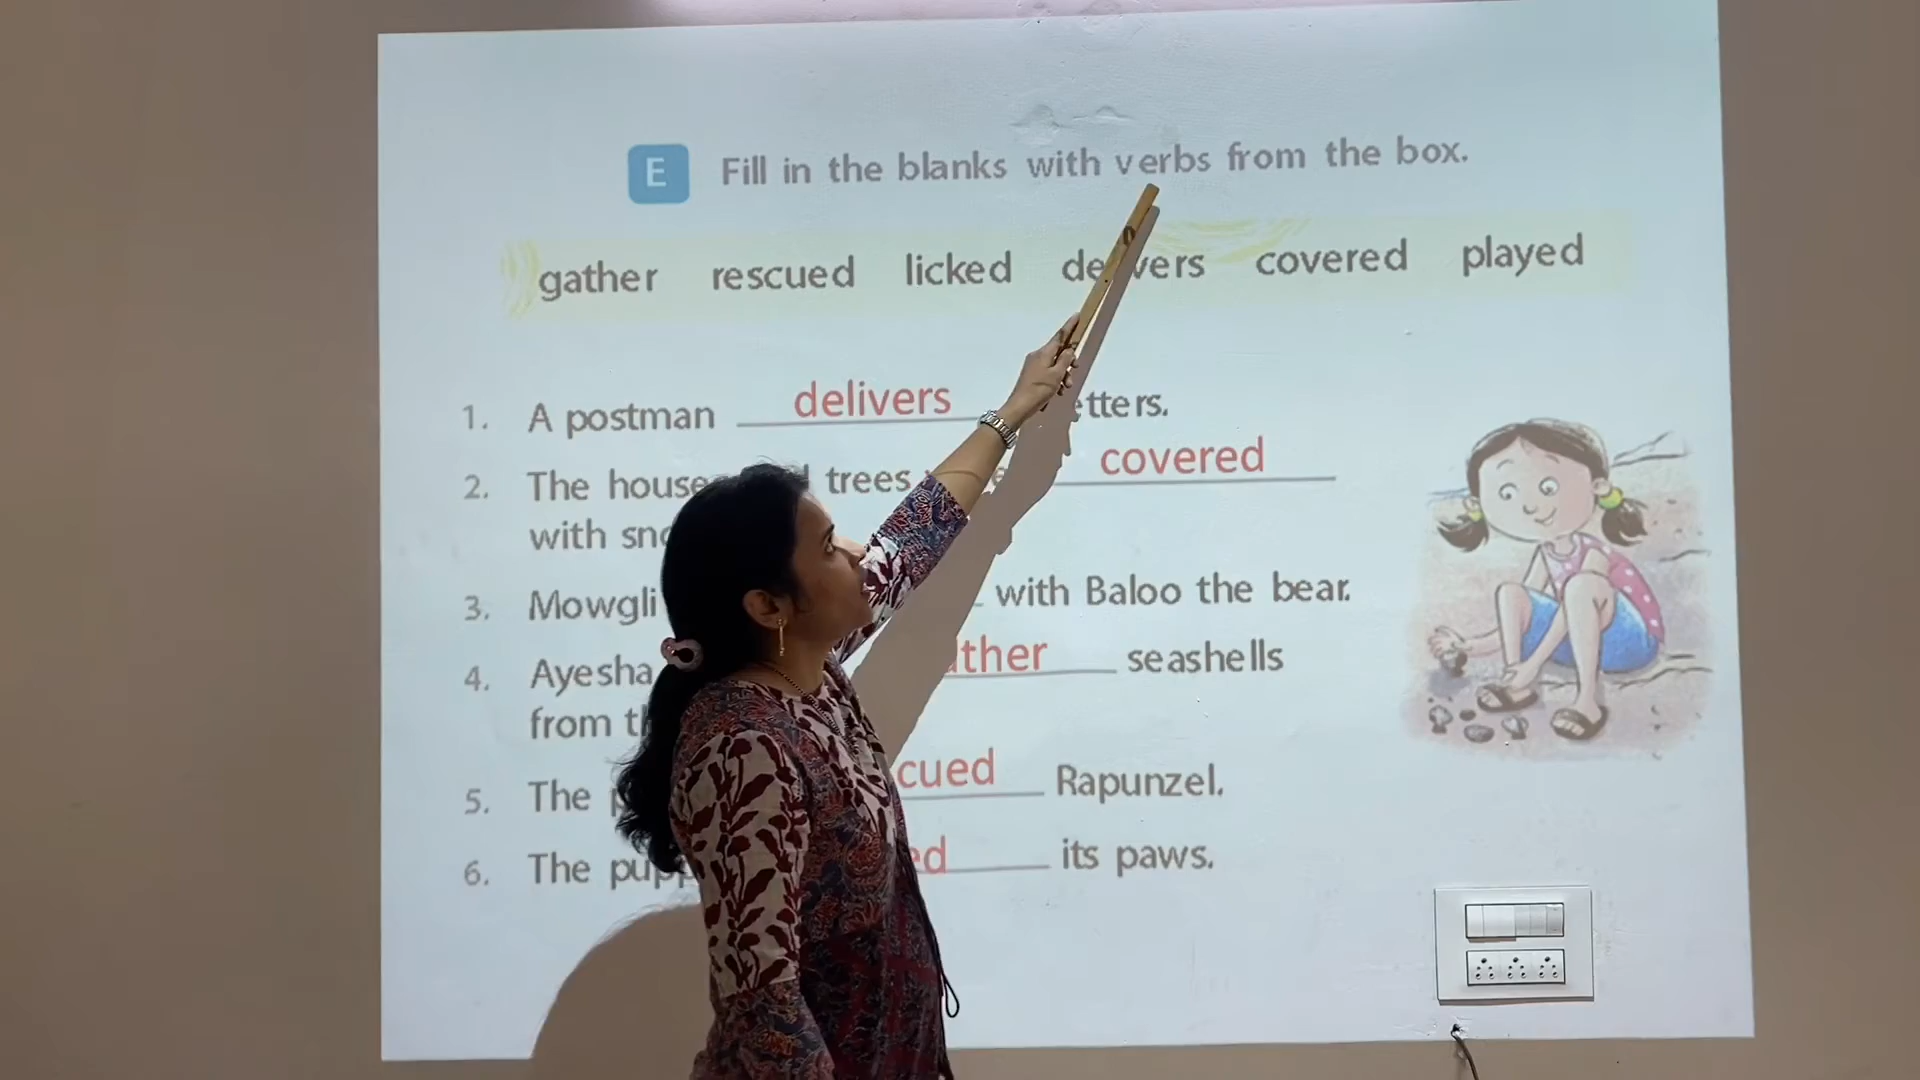 E Fill in the blanks with verbs from the box.
gather rescued licked covered played
1. A postman delivers
2. The trees covered
with
3. Mowgli with Baloo the bear.
4. Ayesha seashells
from
5. The Rapunzel.
6. The its paws.